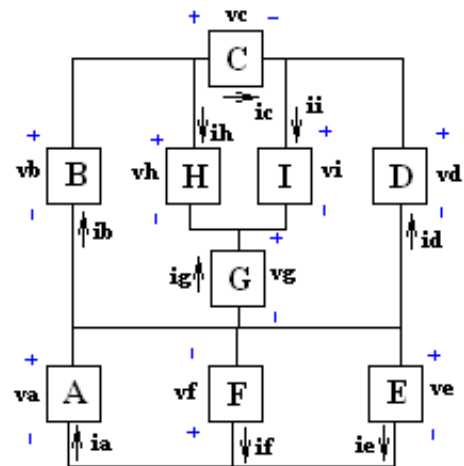 + vc −
C
ic
ih ii
+ + + +
vb B vh H I vi D vd
− − − −
ib id
+
ig G vg
−
+ − +
va A vf F E ve
− + −
ia if ie